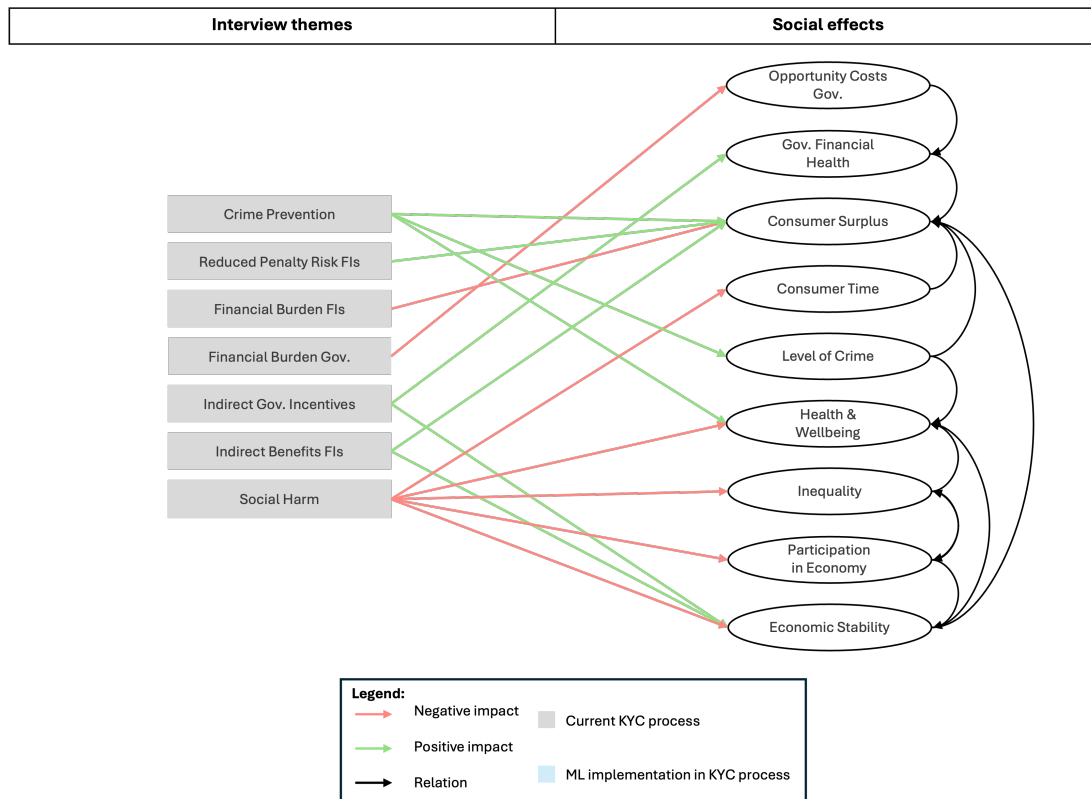 Interview themes
Social effects
Opportunity Costs
Gov.
Gov. Financial
Health
Crime Prevention
Consumer Surplus
Reduced Penalty Risk FIs
Consumer Time
Financial Burden FIs
Financial Burden Gov.
Level of Crime
Indirect Gov. Incentives
Health &
Wellbeing
Indirect Benefits FIs
Social Harm
Inequality
Participation
in Economy
Economic Stability
Legend:
Negative impact
Current KYC process
Positive impact
ML implementation in KYC process
Relation